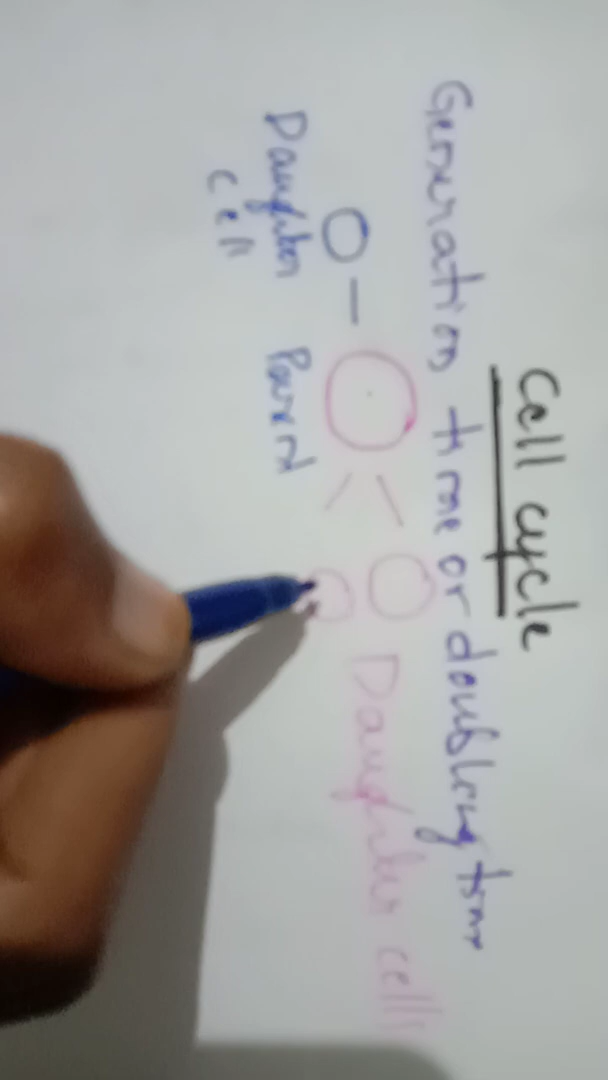 Cell cycle
Generation time or doubling time
Daughter cells
Daughter Parent
cell